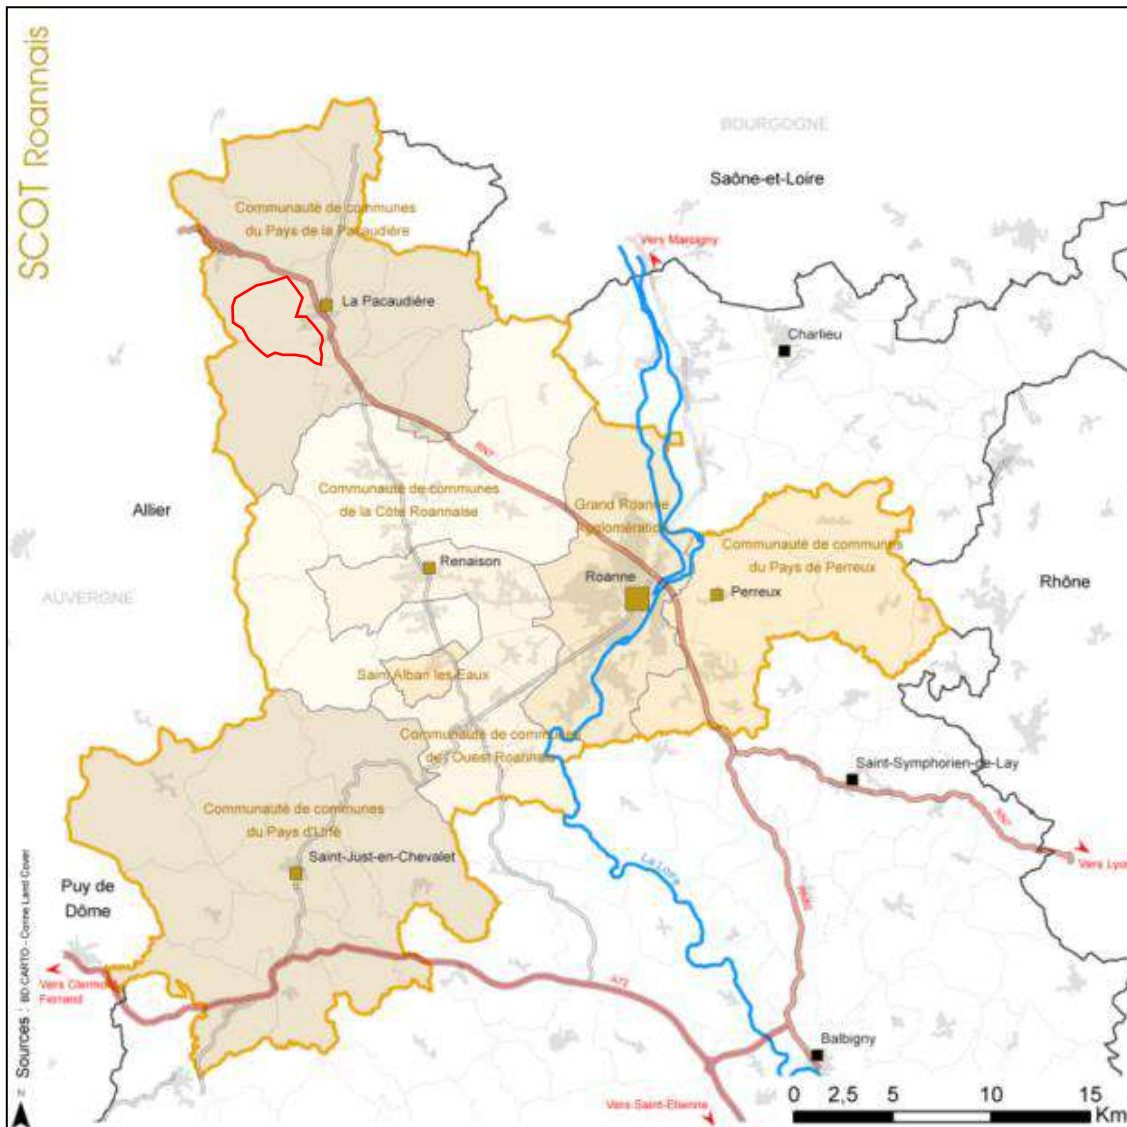 SCOT Roannais
BOURGOGNE
Saône-et-Loire
Communauté de communes
du Pays de la Pacaudière
Vers Marsigny
La Pacaudière
Charlieu
RN7
Communauté de communes
de la Côte Roannaise
Allier
Grand Roanne
Agglomération
Communauté de communes
du Pays de Perreux
Renaison
Roanne
Perreux
Rhône
AUVERGNE
Saint Alban les Eaux
Communauté de communes
de l'Ouest Roannais
Saint-Symphorien-de-Lay
Communauté de communes
du Pays d'Urfé
Saint-Just-en-Chevalet
La Loire
Vers Lyon
Puy de
Dôme
Vers Clermont
Ferrand
A72
Balbigny
Vers Saint-Etienne
0 2,5 5 10 15
Km
N
Sources : BD CARTO - Corine Land Cover